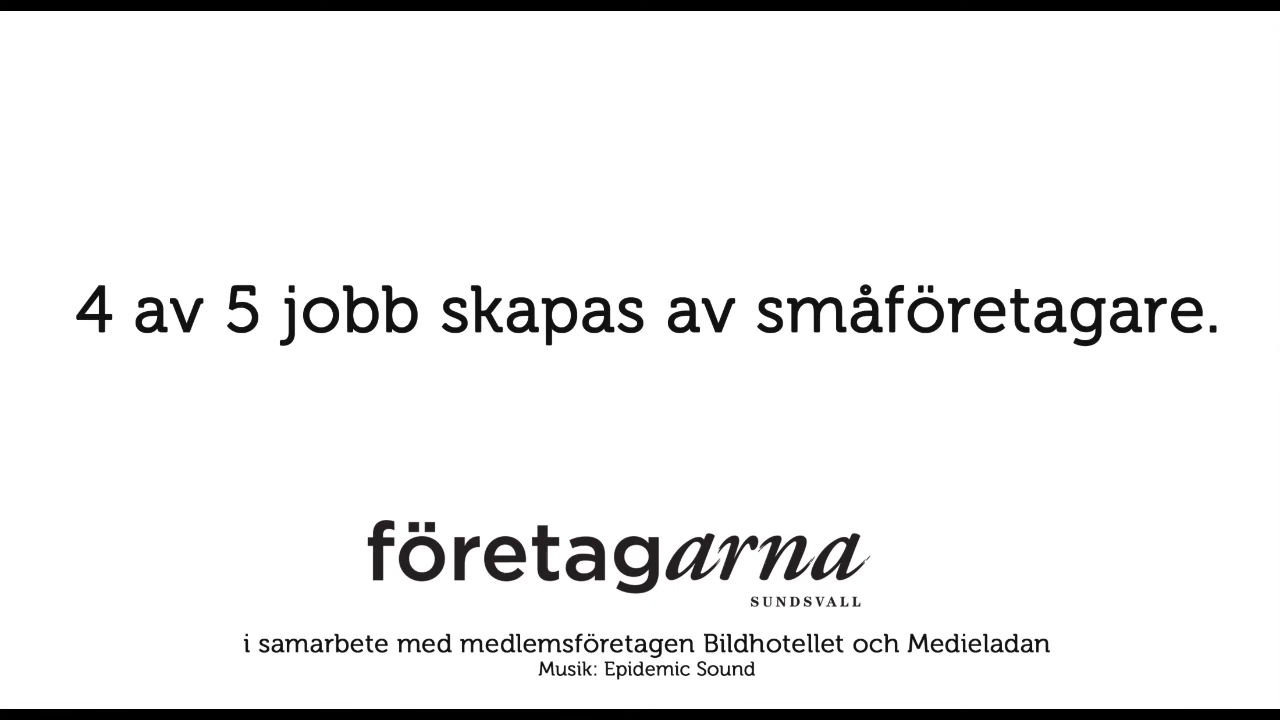 4 av 5 jobb skapas av småföretagare.
företagarna
SUNDSVALL
i samarbete med medlemsföretagen Bildhotellet och Medieladan
Musik: Epidemic Sound